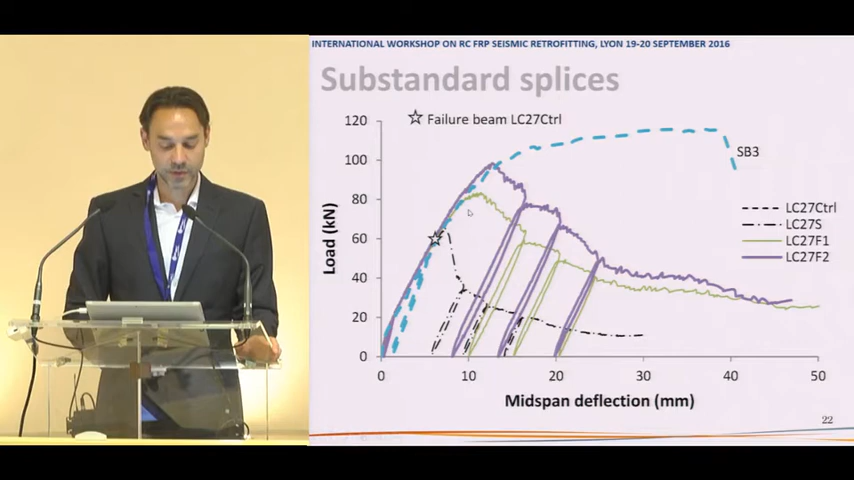 INTERNATIONAL WORKSHOP ON RC FRP SEISMIC RETROFITTING, LYON 19-20 SEPTEMBER 2016
Substandard splices
Failure beam LC27Ctrl
120
100
80
60
40
20
0
Load (kN)
SB3
LC27Ctrl
LC27S
LC27F1
LC27F2
0 10 20 30 40 50
Midspan deflection (mm)
22